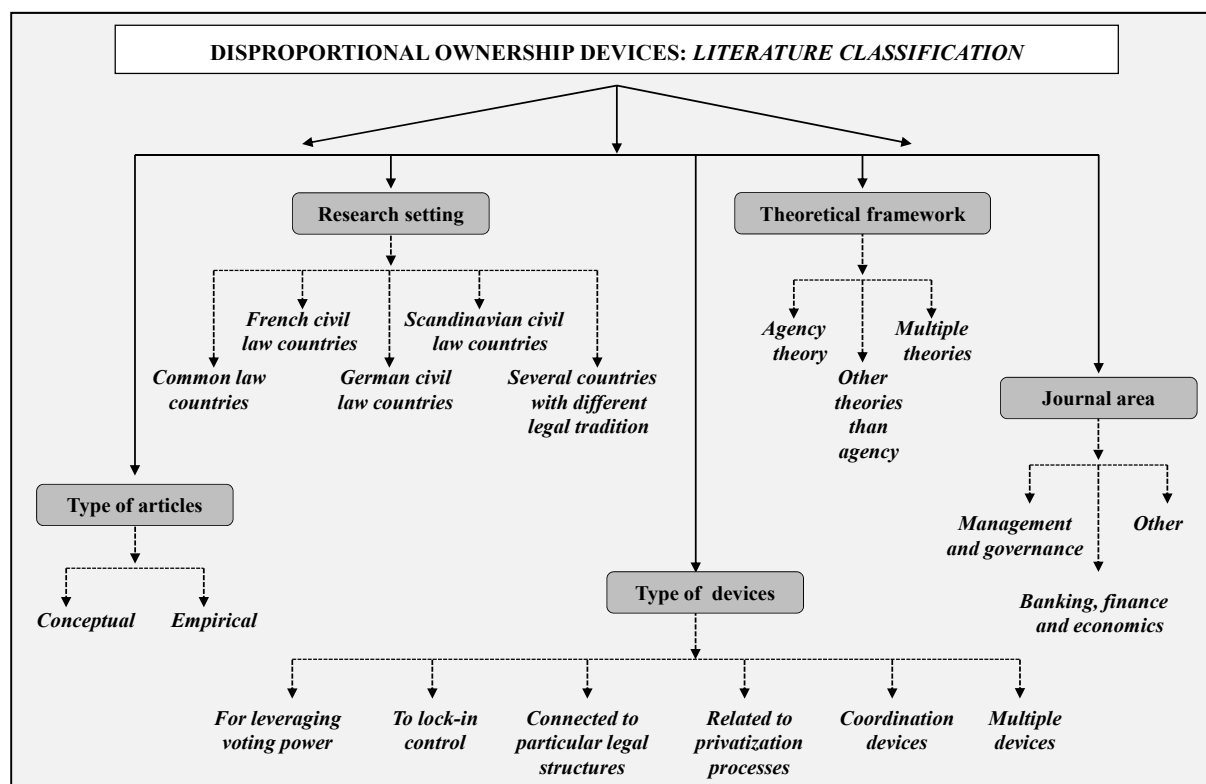 DISPROPORTIONAL OWNERSHIP DEVICES: LITERATURE CLASSIFICATION
Research setting
French civil
law countries
Scandinavian civil
law countries
Common law
countries
German civil
law countries
Several countries
with different
legal tradition
Theoretical framework
Agency
theory
Multiple
theories
Other
theories
than
agency
Journal area
Management
and governance
Other
Banking, finance
and economics
Type of articles
Conceptual
Empirical
Type of devices
For leveraging
voting power
To lock-in
control
Connected to
particular legal
structures
Related to
privatization
processes
Coordination
devices
Multiple
devices